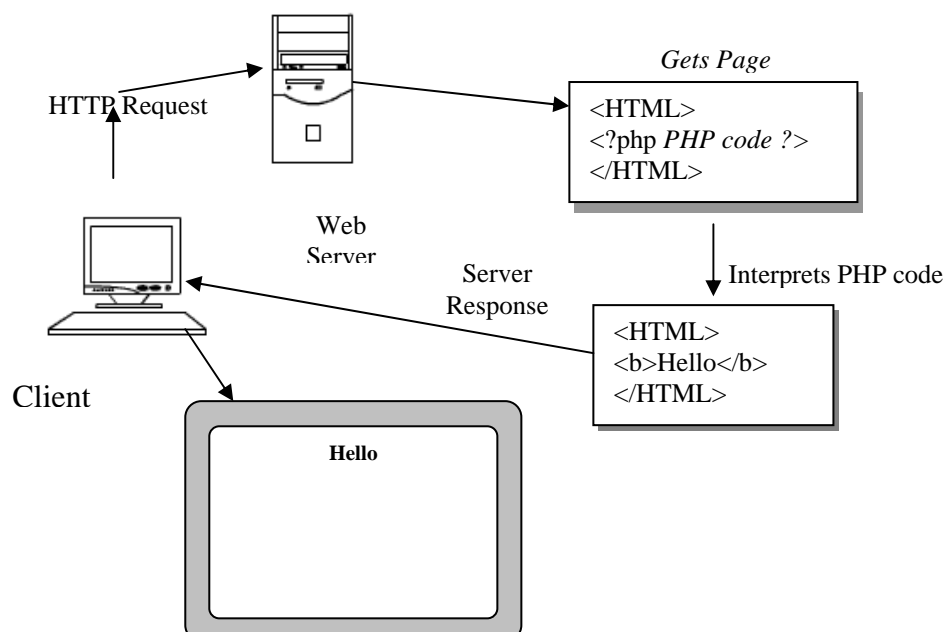 Gets Page
HTTP Request
<HTML>
<?php PHP code ?>
</HTML>
Web
Server
Server
Response
Interprets PHP code
<HTML>
<b>Hello</b>
</HTML>
Client
Hello